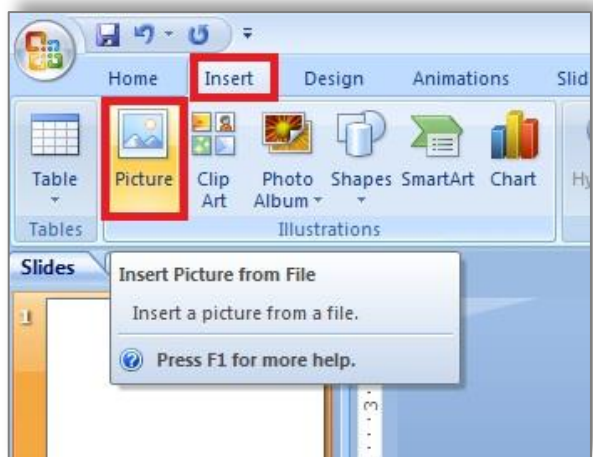 Home Insert Design Animations Slid
Table Picture Clip Art Photo Album Shapes SmartArt Chart
Tables Illustrations
Slides
Insert Picture from File
1
Insert a picture from a file.
Press F1 for more help.
3